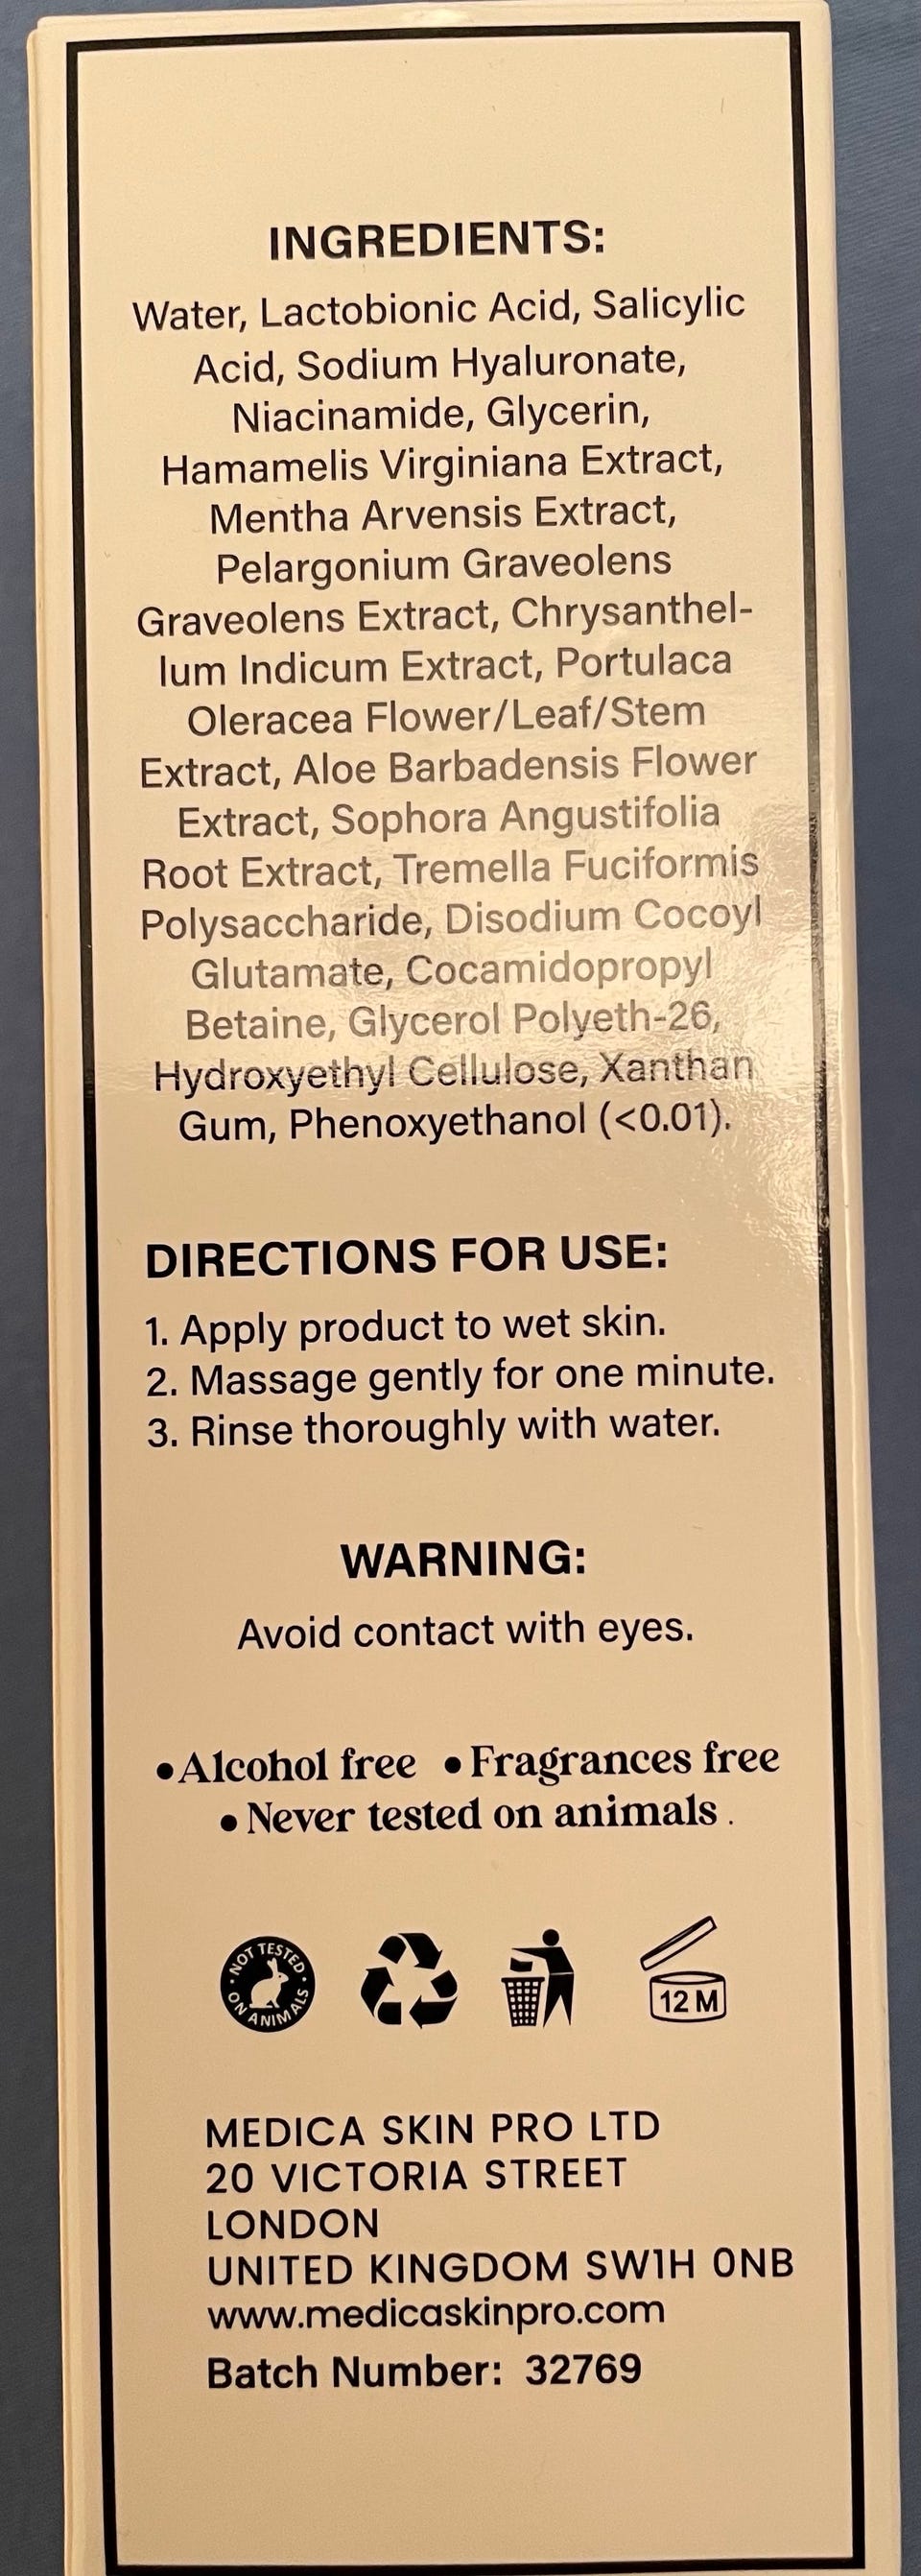 INGREDIENTS:
Water, Lactobionic Acid, Salicylic
Acid, Sodium Hyaluronate,
Niacinamide, Glycerin,
Hamamelis Virginiana Extract,
Mentha Arvensis Extract,
Pelargonium Graveolens
Graveolens Extract, Chrysanthel-
lum Indicum Extract, Portulaca
Oleracea Flower/Leaf/Stem
Extract, Aloe Barbadensis Flower
Extract, Sophora Angustifolia
Root Extract, Tremella Fuciformis
Polysaccharide, Disodium Cocoyl
Glutamate, Cocamidopropyl
Betaine, Glycerol Polyeth-26,
Hydroxyethyl Cellulose, Xanthan
Gum, Phenoxyethanol (<0.01).
DIRECTIONS FOR USE:
1. Apply product to wet skin.
2. Massage gently for one minute.
3. Rinse thoroughly with water.
WARNING:
Avoid contact with eyes.
•Alcohol free •Fragrances free
•Never tested on animals.
• NOT TESTED • ON ANIMALS
12 M
MEDICA SKIN PRO LTD
20 VICTORIA STREET
LONDON
UNITED KINGDOM SW1H 0NB
www.medicaskinpro.com
Batch Number: 32769